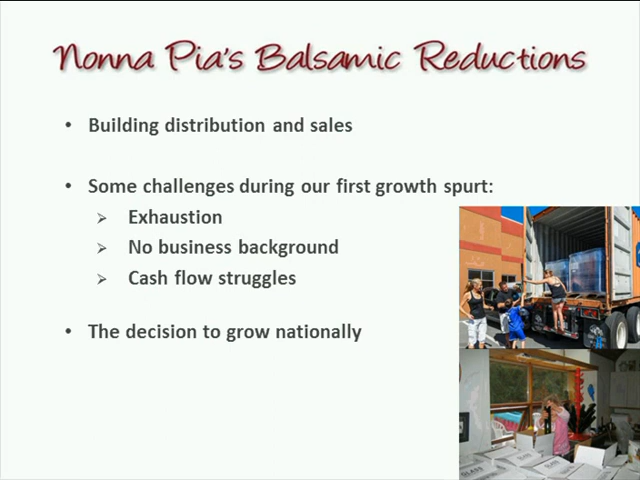 Nonna Pia's Balsamic Reductions
• Building distribution and sales
• Some challenges during our first growth spurt:
➢ Exhaustion
➢ No business background
➢ Cash flow struggles
• The decision to grow nationally